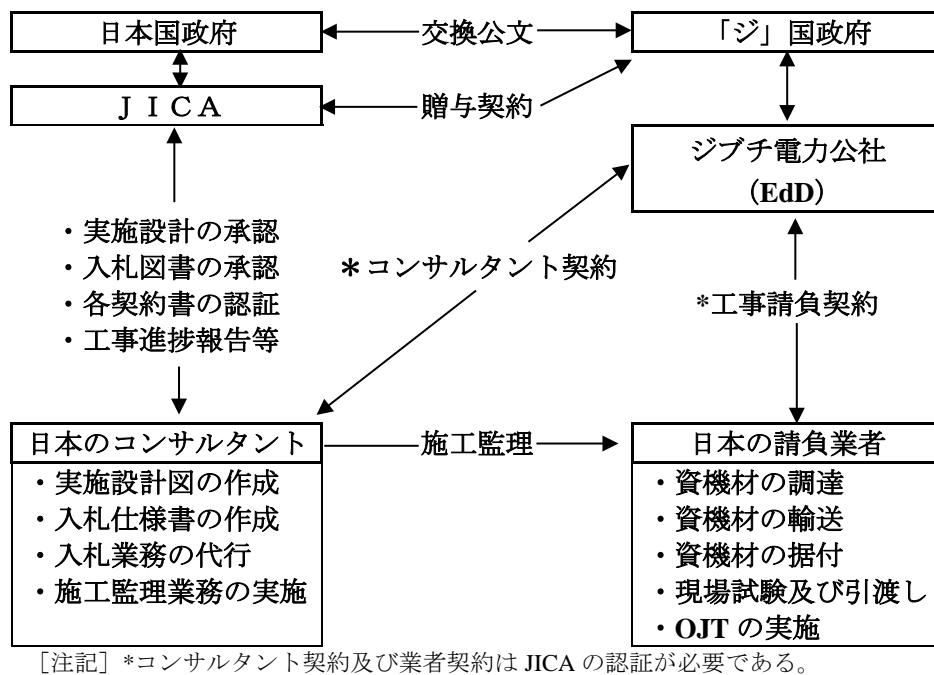 日本国政府
交換公文
「ジ」国政府
ＪＩＣＡ
贈与契約
ジブチ電力公社
（EdD）
・実施設計の承認
・入札図書の承認
・各契約書の認証
・工事進捗報告等
＊コンサルタント契約
*工事請負契約
日本のコンサルタント
施工監理
日本の請負業者
・実施設計図の作成
・入札仕様書の作成
・入札業務の代行
・施工監理業務の実施
・資機材の調達
・資機材の輸送
・資機材の据付
・現場試験及び引渡し
・OJT の実施
［注記］*コンサルタント契約及び業者契約は JICA の認証が必要である。